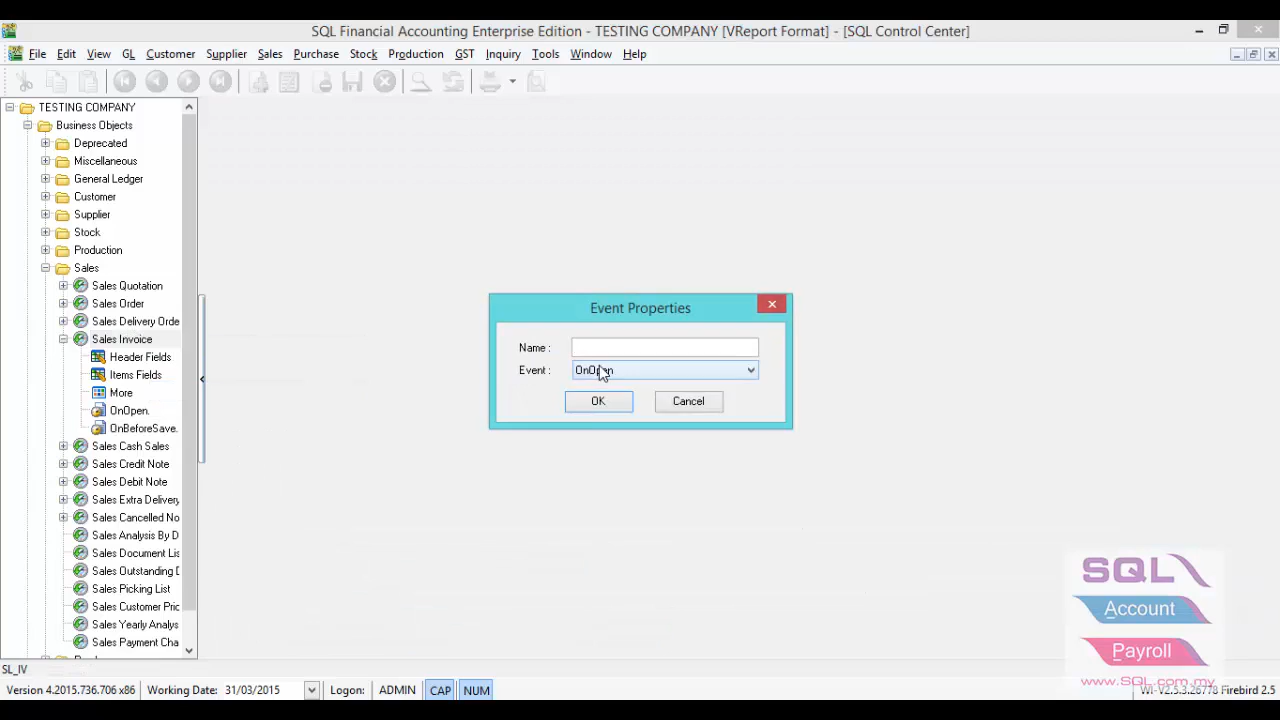 SQL Financial Accounting Enterprise Edition - TESTING COMPANY [VReport Format] - [SQL Control Center]
File Edit View GL Customer Supplier Sales Purchase Stock Production GST Inquiry Tools Window Help
TESTING COMPANY
Business Objects
Deprecated
Miscellaneous
General Ledger
Customer
Supplier
Stock
Production
Sales
Sales Quotation
Sales Order
Sales Delivery Orde
Sales Invoice
Header Fields
Items Fields
More
OnOpen.
OnBeforeSave.
Sales Cash Sales
Sales Credit Note
Sales Debit Note
Sales Extra Delivery
Sales Cancelled No
Sales Analysis By D
Sales Document Lis
Sales Outstanding D
Sales Picking List
Sales Customer Pric
Sales Yearly Analys
Sales Payment Cha
Event Properties
Name :
Event : OnOpen
OK Cancel
SQL
Account
Payroll
www.SQL.com.my
SL_IV
Version 4.2015.736.706 x86 Working Date: 31/03/2015 Logon: ADMIN CAP NUM WI-V2.5.3.26778 Firebird 2.5